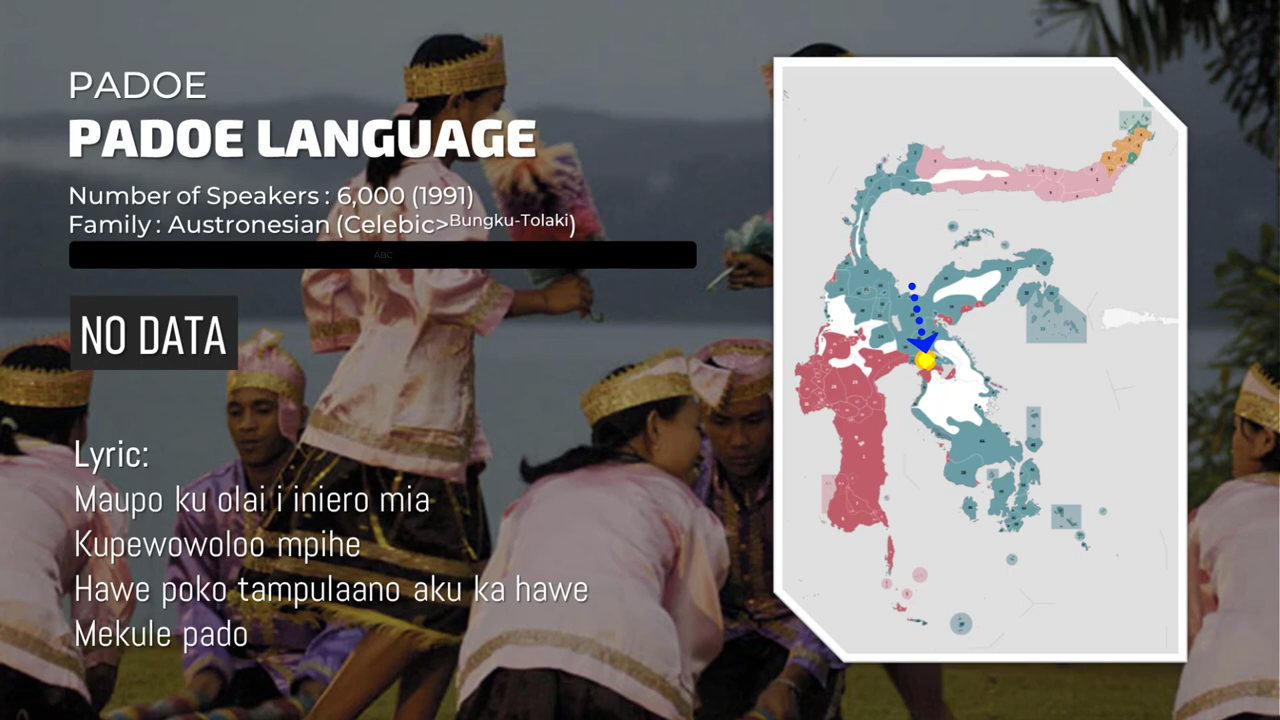 PADOE
PADOE LANGUAGE
Number of Speakers : 6,000 (1991)
Family : Austronesian (Celebic>Bungku-Tolaki)
ABC
NO DATA
Lyric:
Maupo ku olai i iniero mia
Kupewowoloo mpihe
Hawe poko tampulaano aku ka hawe
Mekule pado